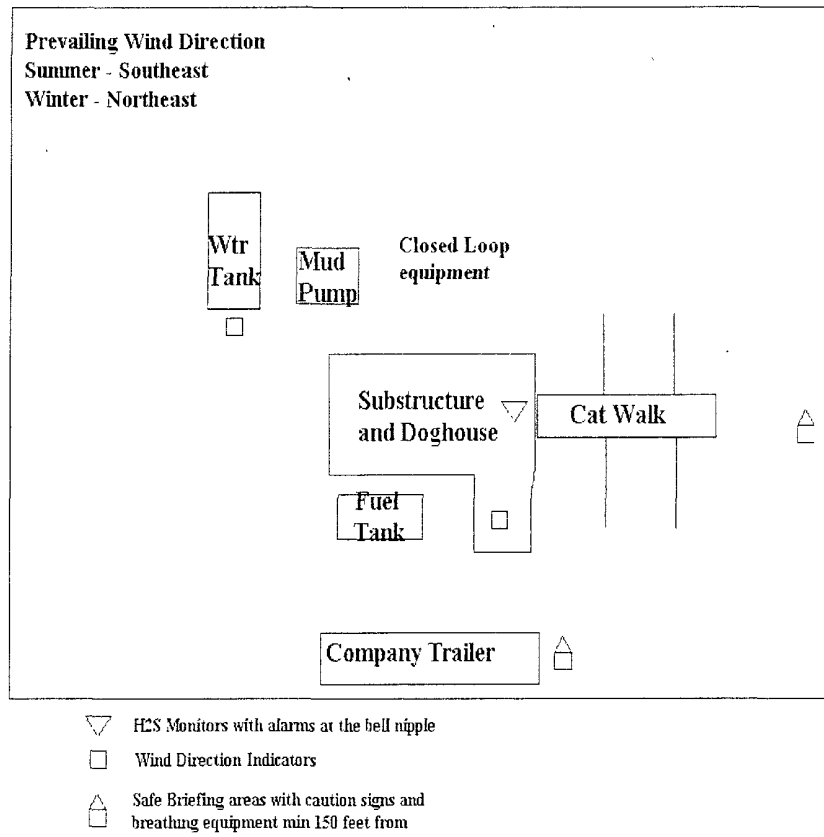 Prevailing Wind Direction
Summer - Southeast
Winter - Northeast
Wtr
Tank
Mud
Pump
Closed Loop
equipment
Substructure
and Doghouse
Cat Walk
Fuel
Tank
Company Trailer
H2S Monitors with alarms at the bell nipple
Wind Direction Indicators
Safe Briefing areas with caution signs and
breathing equipment min 150 feet from